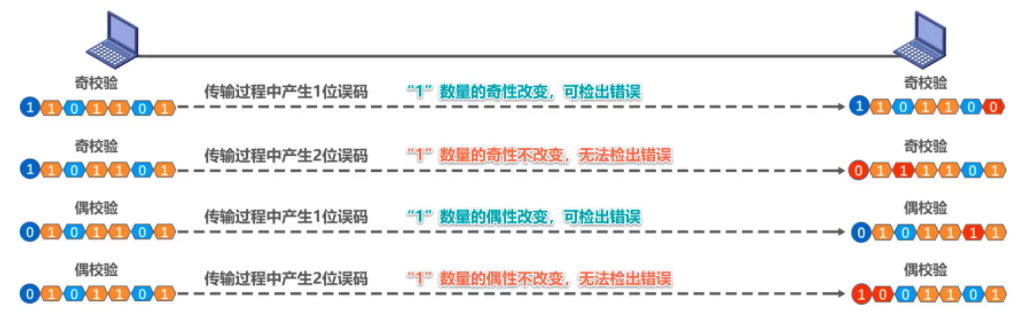 奇校验 奇校验
传输过程中产生1位误码 “1”数量的奇性改变，可检出错误
1 1 0 1 1 0 1 1 1 0 1 1 0 0
奇校验 奇校验
传输过程中产生2位误码 “1”数量的奇性不改变，无法检出错误
1 1 0 1 1 0 1 0 1 1 1 1 0 1
偶校验 偶校验
传输过程中产生1位误码 “1”数量的偶性改变，可检出错误
0 1 0 1 1 0 1 0 1 0 1 1 1 1
偶校验 偶校验
传输过程中产生2位误码 “1”数量的偶性不改变，无法检出错误
0 1 0 1 1 0 1 1 0 0 1 1 0 1